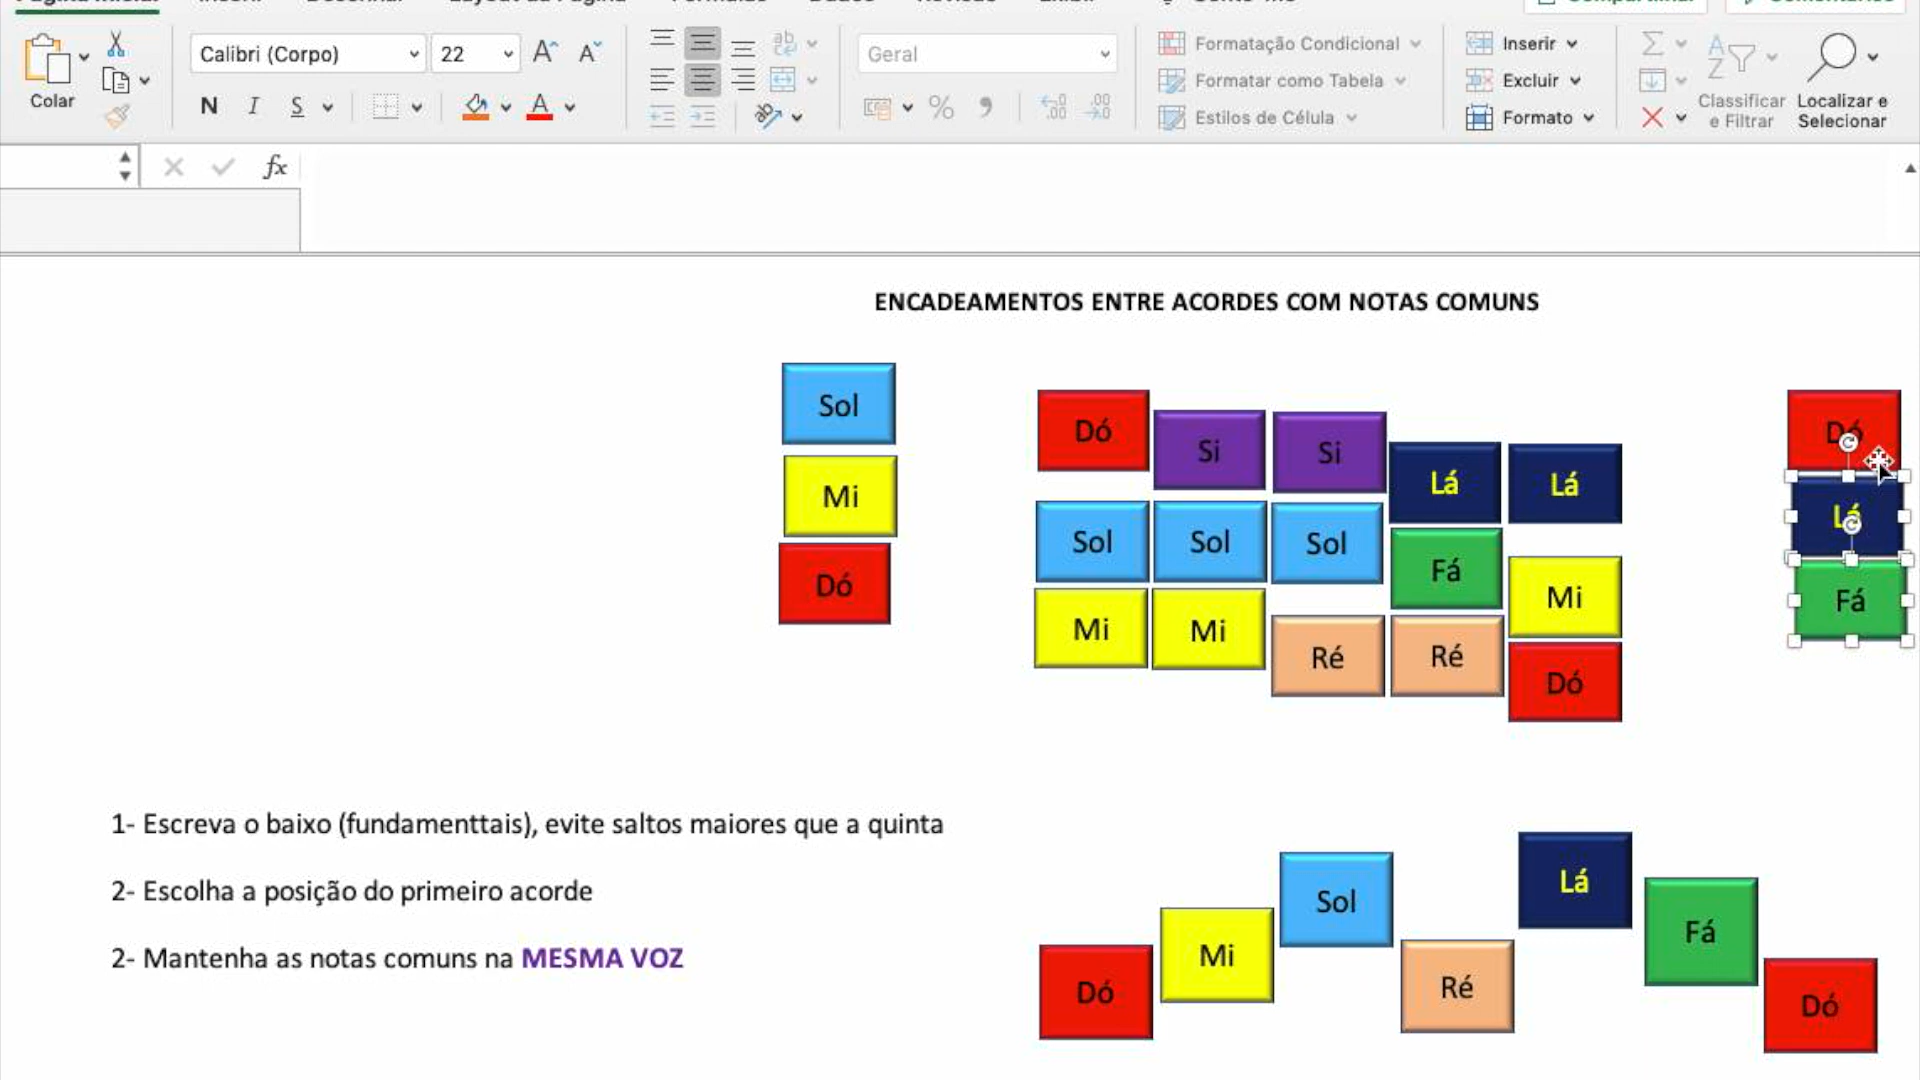 Calibri (Corpo)
22
Geral
Colar
N I S
A A
ab
%
Formatação Condicional
Formatar como Tabela
Estilos de Célula
Inserir
Excluir
Formato
Classificar e Filtrar
Localizar e Selecionar
fx
ENCADEAMENTOS ENTRE ACORDES COM NOTAS COMUNS
Sol
Mi
Dó
Dó Si Si Lá Lá
Sol Sol Sol Fá Mi
Mi Mi Ré Ré Dó
Dó
Lá
Fá
1- Escreva o baixo (fundamenttais), evite saltos maiores que a quinta
2- Escolha a posição do primeiro acorde
2- Mantenha as notas comuns na MESMA VOZ
Dó Mi Sol Ré Lá Fá Dó